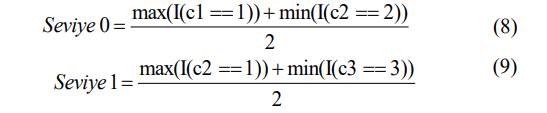 Seviye 0 = max(I(c1 == 1)) + min(I(c2 == 2)) / 2 (8)
Seviye 1 = max(I(c2 == 1)) + min(I(c3 == 3)) / 2 (9)